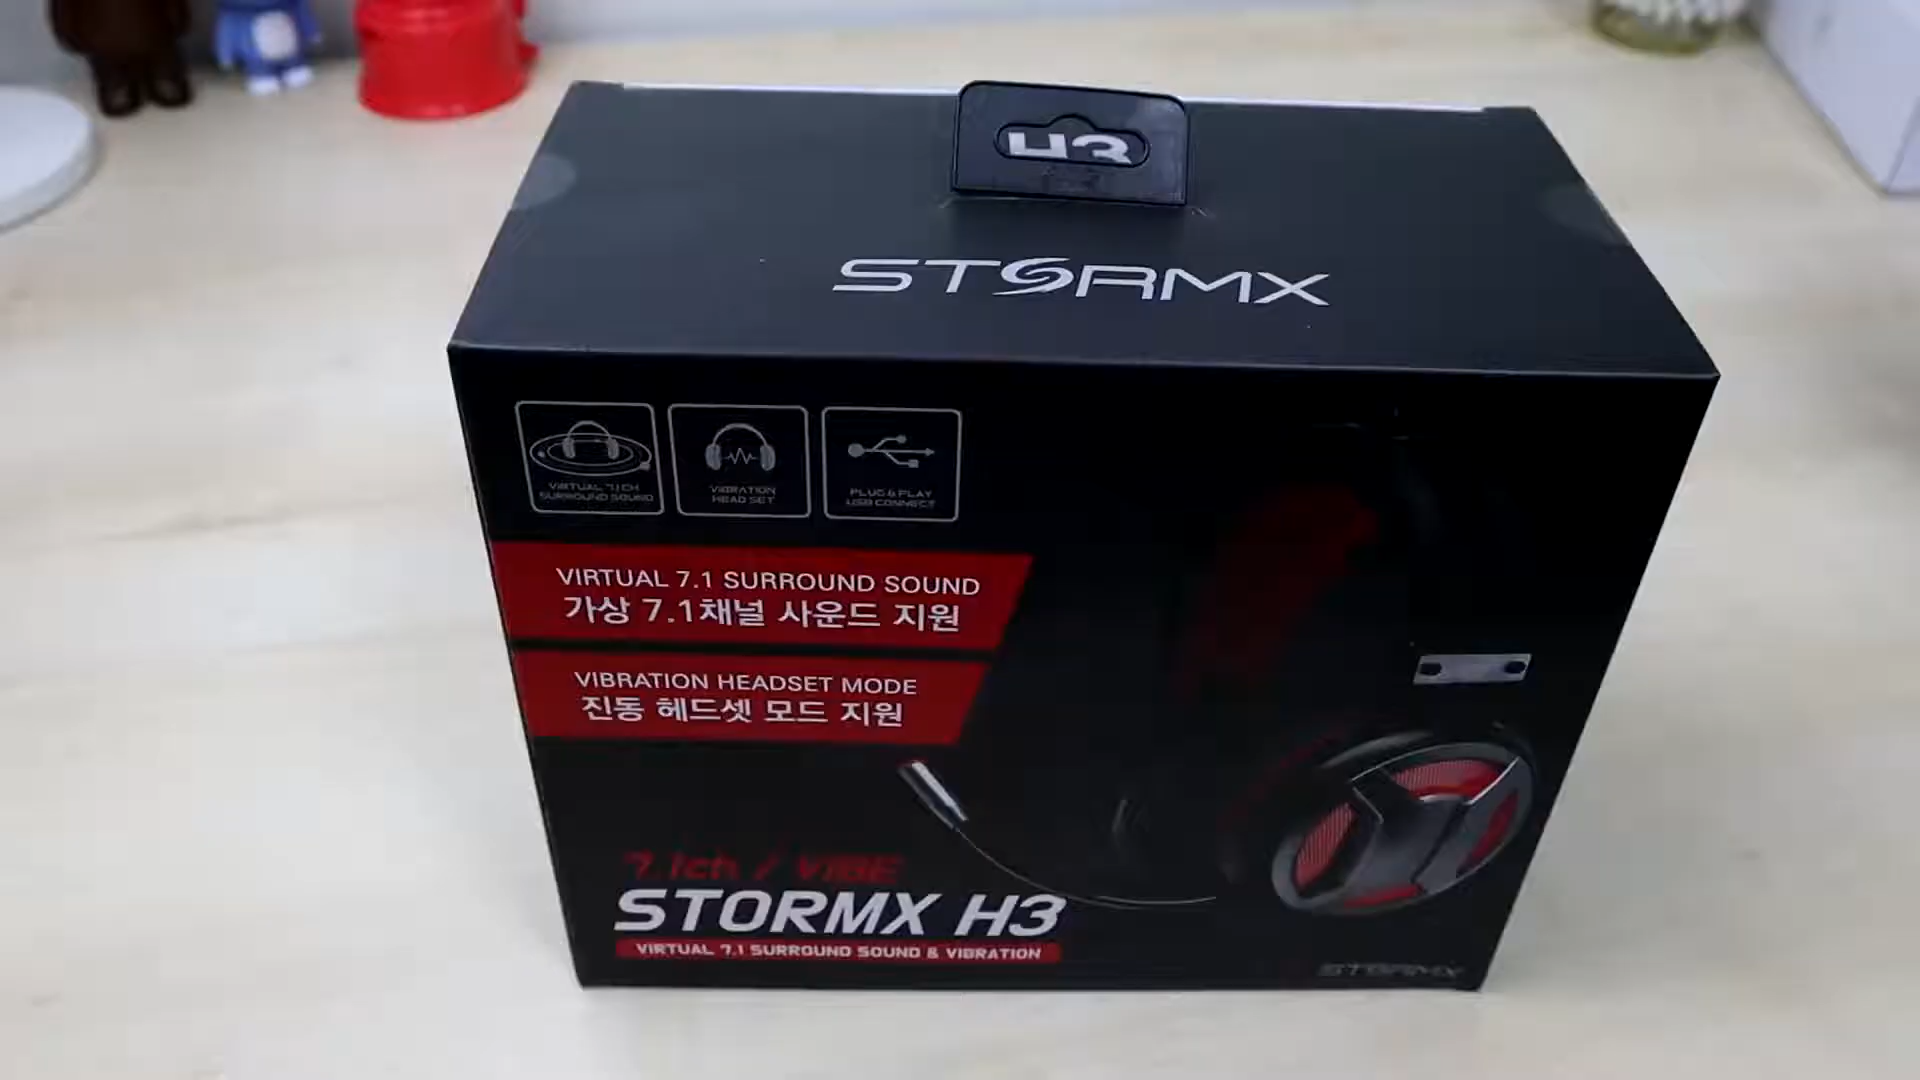 H3
STORMX
VIRTUAL 7.1 CH
SURROUND SOUND
VIBRATION
HEAD SET
PLUG & PLAY
USB CONNECT
VIRTUAL 7.1 SURROUND SOUND
가상 7.1채널 사운드 지원
VIBRATION HEADSET MODE
진동 헤드셋 모드 지원
7.1ch / VIBE
STORMX H3
VIRTUAL 7.1 SURROUND SOUND & VIBRATION
STORMX